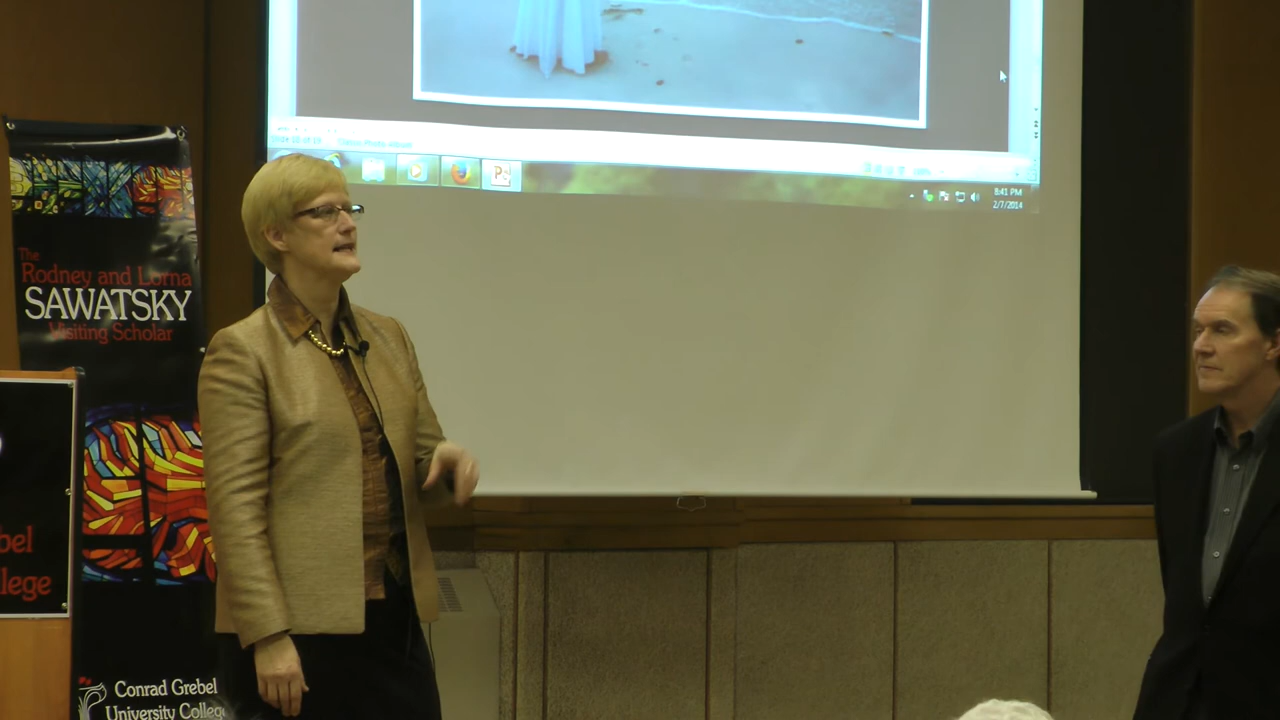 The
Rodney and Lorna
SAWATSKY
Visiting Scholar
bel
llege
Conrad Grebel
University College
8:41 PM
2/7/2014